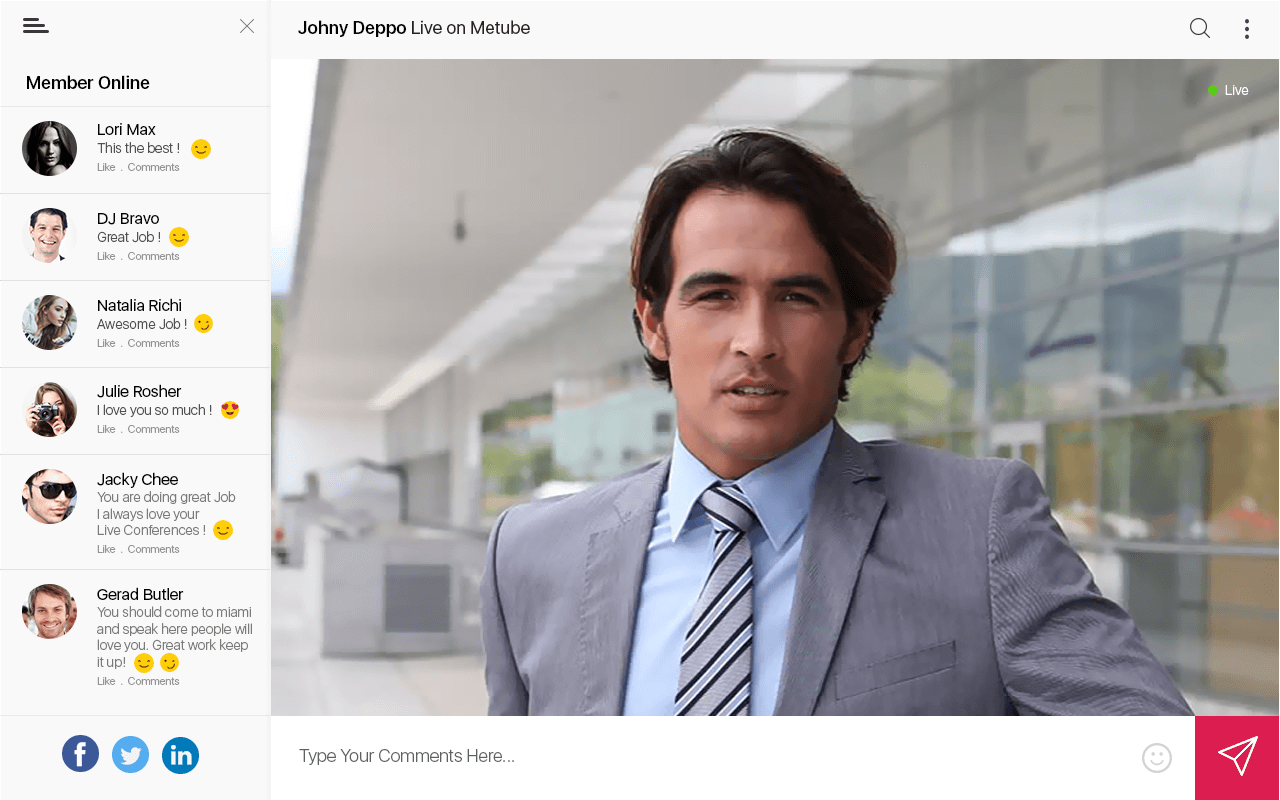 Johny Deppo Live on Metube
Member Online
Live
Lori Max
This the best !
Like . Comments
DJ Bravo
Great Job !
Like . Comments
Natalia Richi
Awesome Job !
Like . Comments
Julie Rosher
I love you so much !
Like . Comments
Jacky Chee
You are doing great Job
I always love your
Live Conferences !
Like . Comments
Gerad Butler
You should come to miami
and speak here people will
love you. Great work keep
it up!
Like . Comments
f
in
Type Your Comments Here...